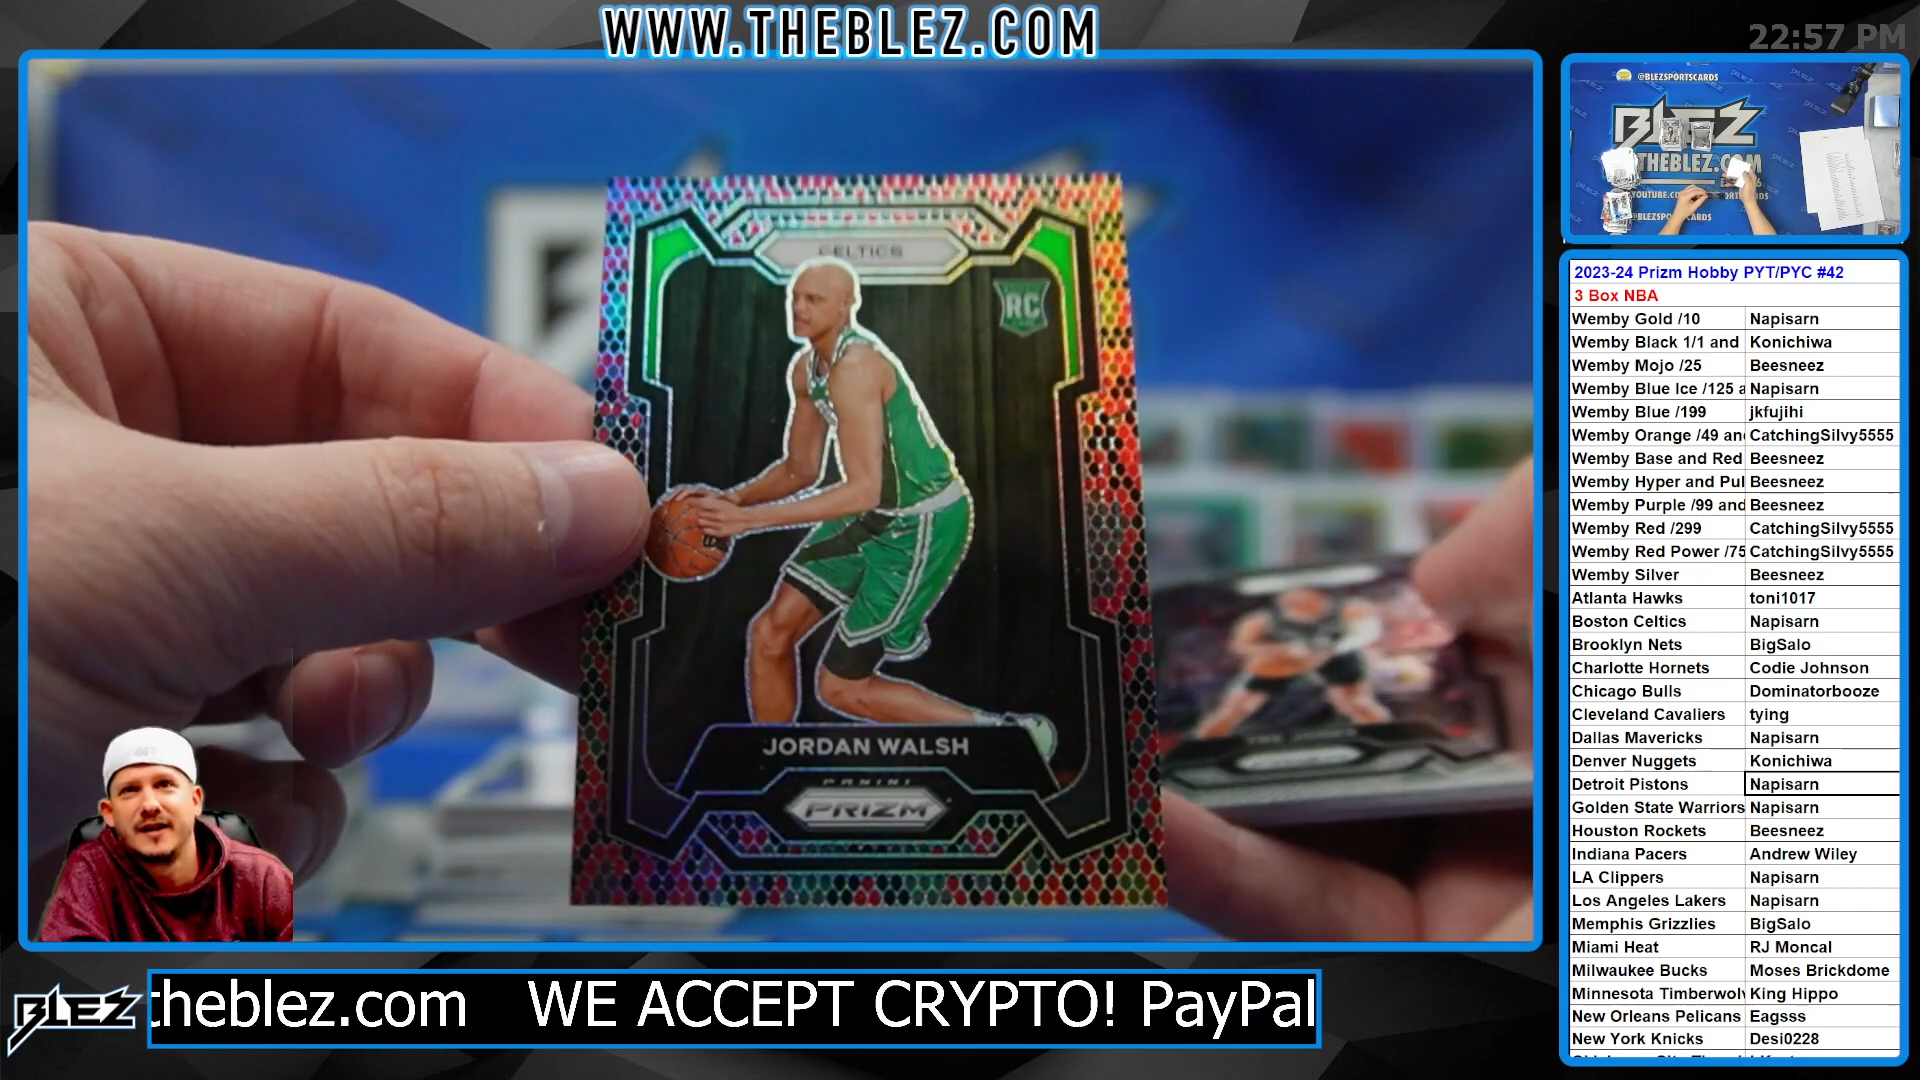 WWW.THEBLEZ.COM
22:57 PM
CELTICS
RC
JORDAN WALSH
PANINI
PRIZM
@BLEZSPORTSCARDS
BLEZ
THEBLEZ.COM
2023-24 Prizm Hobby PYT/PYC #42
3 Box NBA
Wemby Gold /10 Napisarn
Wemby Black 1/1 and Konichiwa
Wemby Mojo /25 Beesneez
Wemby Blue Ice /125 a Napisarn
Wemby Blue /199 jkfujihi
Wemby Orange /49 an CatchingSilvy5555
Wemby Base and Red Beesneez
Wemby Hyper and Pul Beesneez
Wemby Purple /99 and Beesneez
Wemby Red /299 CatchingSilvy5555
Wemby Red Power /75 CatchingSilvy5555
Wemby Silver Beesneez
Atlanta Hawks toni1017
Boston Celtics Napisarn
Brooklyn Nets BigSalo
Charlotte Hornets Codie Johnson
Chicago Bulls Dominatorbooze
Cleveland Cavaliers tying
Dallas Mavericks Napisarn
Denver Nuggets Konichiwa
Detroit Pistons Napisarn
Golden State Warriors Napisarn
Houston Rockets Beesneez
Indiana Pacers Andrew Wiley
LA Clippers Napisarn
Los Angeles Lakers Napisarn
Memphis Grizzlies BigSalo
Miami Heat RJ Moncal
Milwaukee Bucks Moses Brickdome
Minnesota Timberwolv King Hippo
New Orleans Pelicans Eagsss
New York Knicks Desi0228
BLEZ
theblez.com WE ACCEPT CRYPTO! PayPal